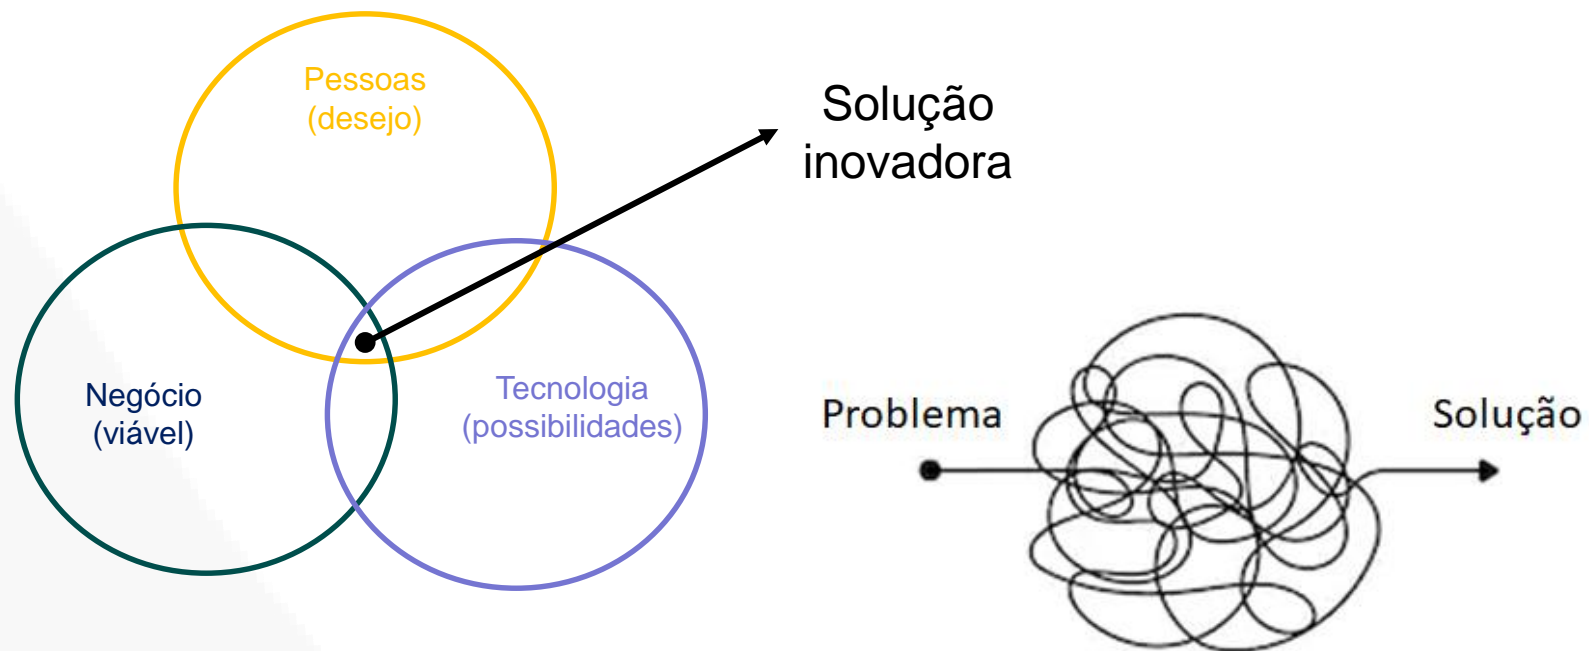 Pessoas
(desejo)
Solução
inovadora
Negócio
(viável)
Tecnologia
(possibilidades)
Problema
Solução